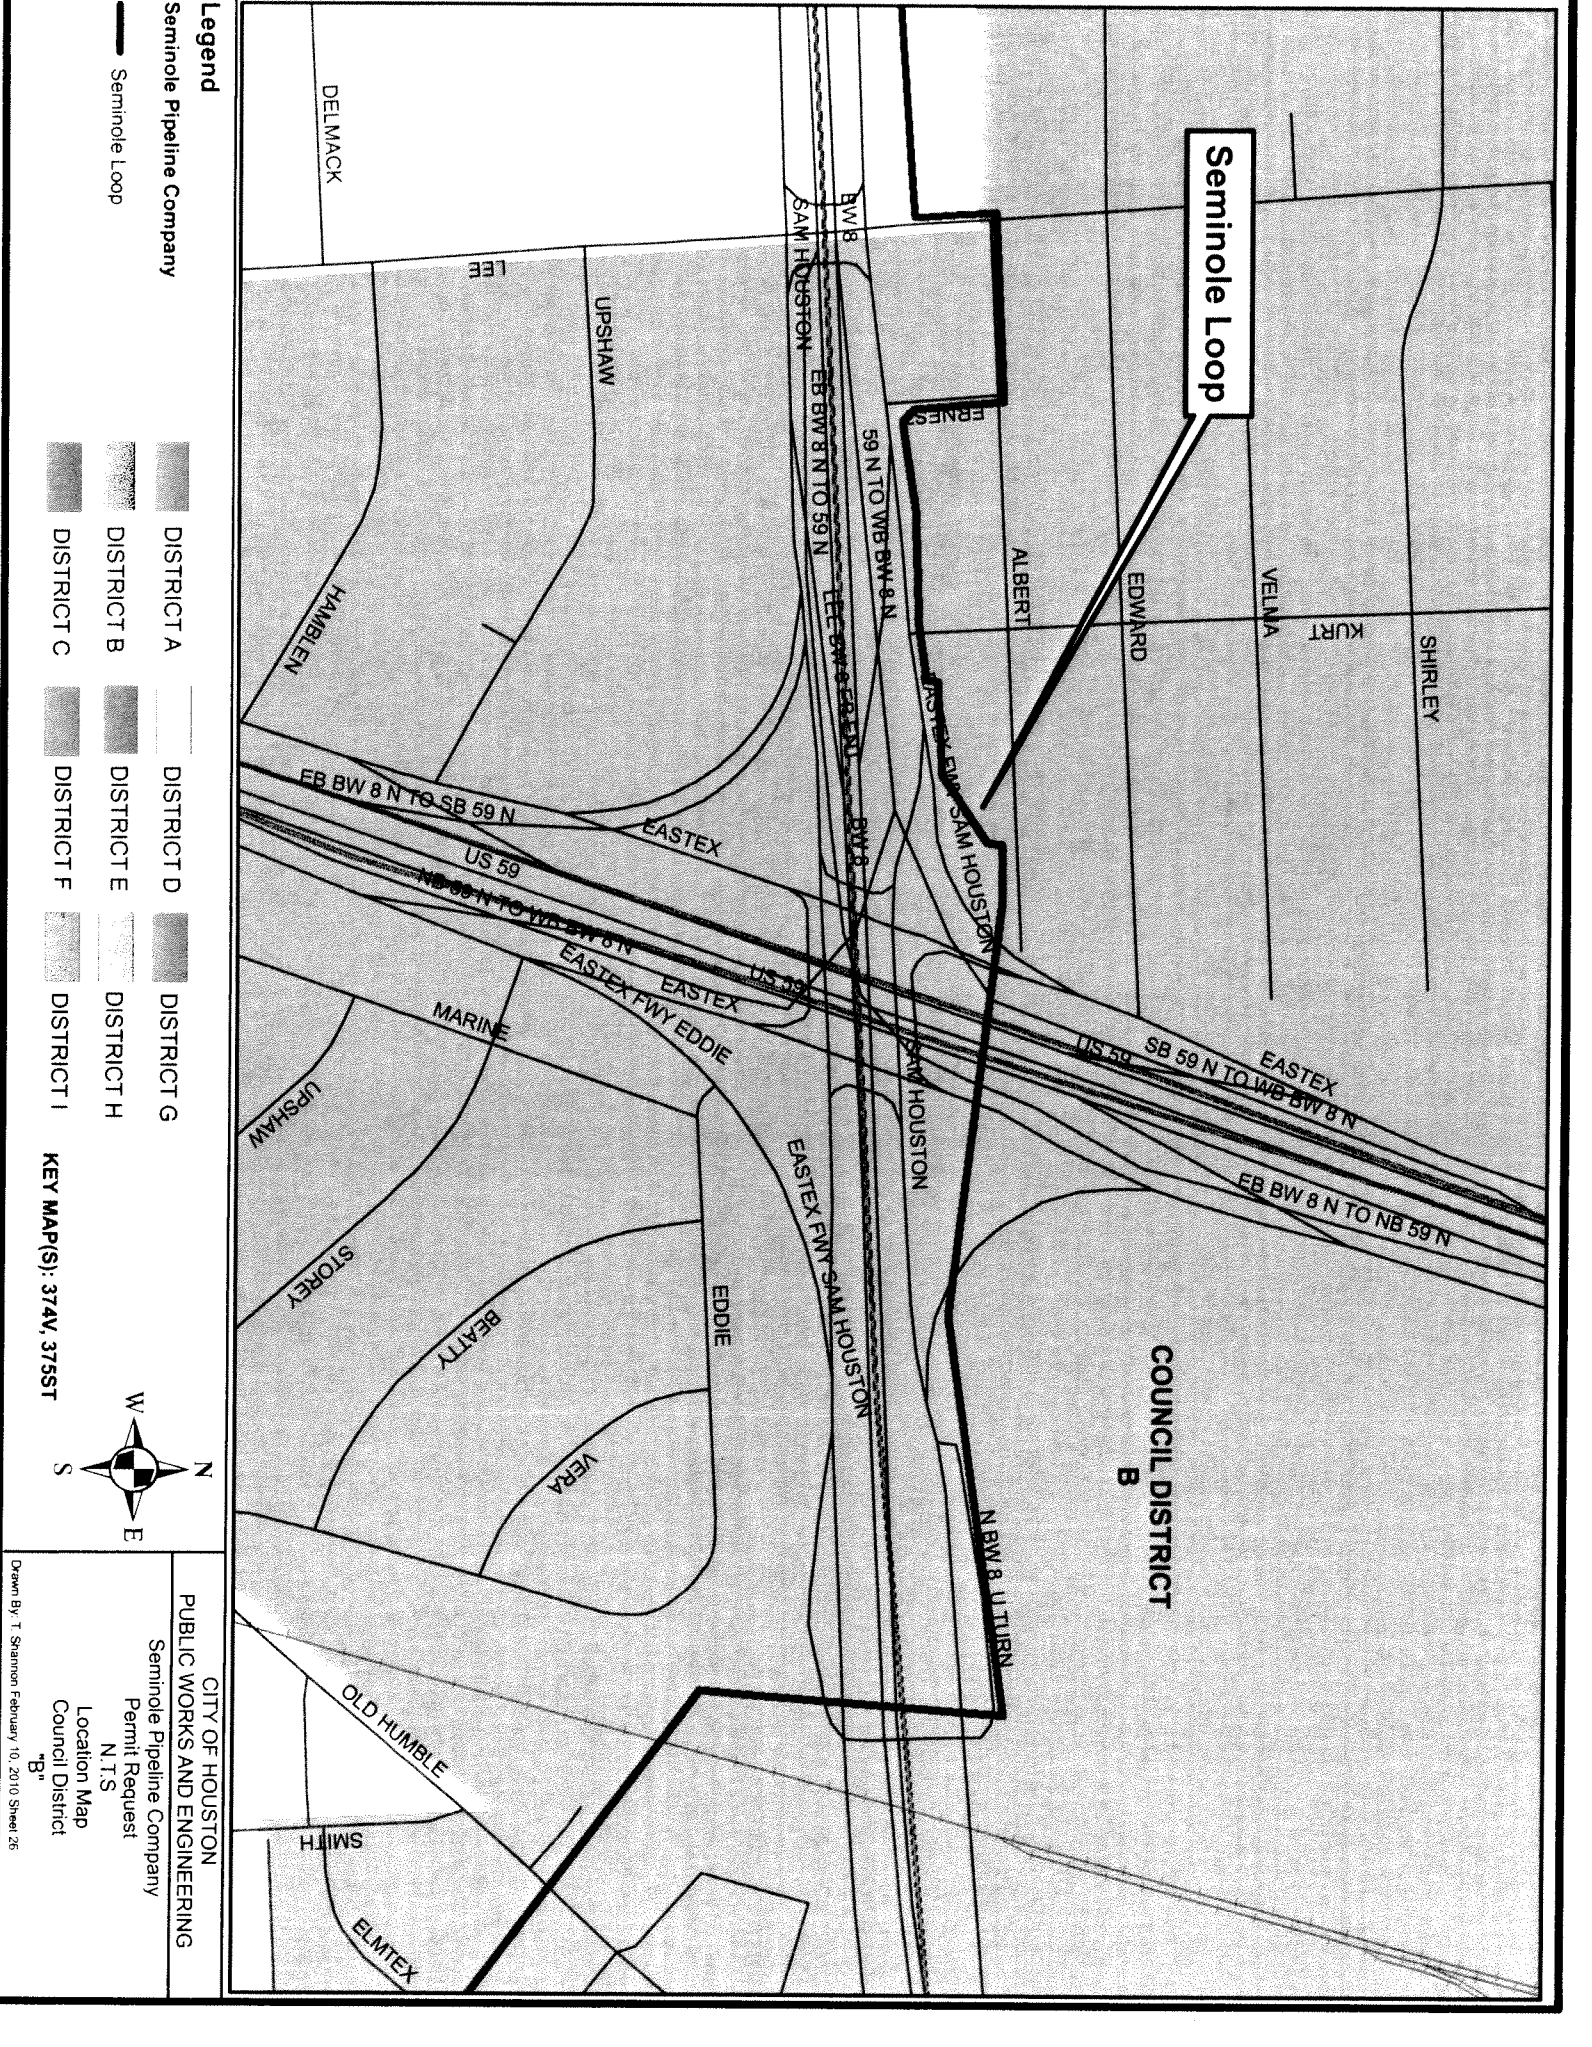 Seminole Loop
SHIRLEY
VELMA
KURT
EDWARD
ALBERT
ERNEST
COUNCIL DISTRICT
B
EASTEX
SB 59 N TO WB BW 8 N
US 59
EB BW 8 N TO NB 59 N
N BW 8 U TURN
EASTEX FWY SAM HOUSTON
SAM HOUSTON
BW 8
59 N TO WB BW 8 N
BW 8
EB BW 8 N TO 59 N
SAM HOUSTON
US 59
EASTEX FWY SAM HOUSTON
EASTEX
EASTEX
EASTEX FWY EDDIE
EDDIE
UPSHAW
LEE
DELMACK
HAMBLEN
EB BW 8 N TO SB 59 N
US 59
NB 59 N TO WB BW 8 N
MARINE
UPSHAW
STOREY
BEATTY
VERA
OLD HUMBLE
SMITH
ELMTEX
Legend
Seminole Pipeline Company
Seminole Loop
DISTRICT A
DISTRICT B
DISTRICT C
DISTRICT D
DISTRICT E
DISTRICT F
DISTRICT G
DISTRICT H
DISTRICT I
KEY MAP(S): 374V, 375ST
N
W
E
S
CITY OF HOUSTON
PUBLIC WORKS AND ENGINEERING
Seminole Pipeline Company
Permit Request
N.T.S
Location Map
Council District
"B"
Drawn By: T. Shannon February 10, 2010 Sheet 26